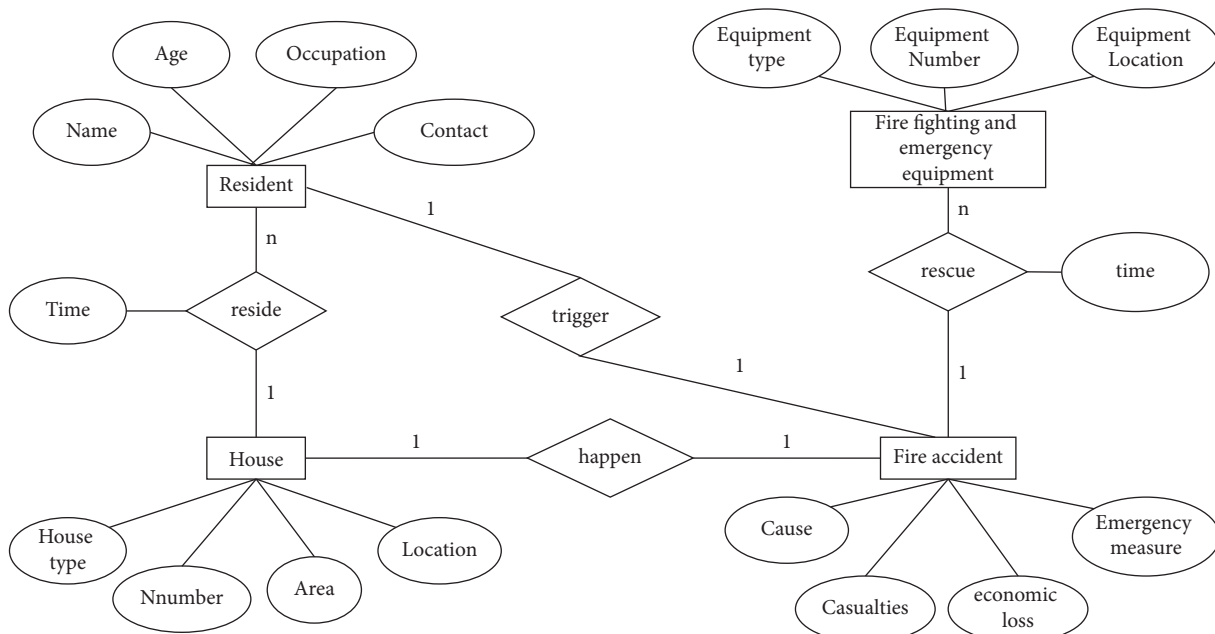 Age
Occupation
Name
Contact
Resident
Equipment
type
Equipment
Number
Equipment
Location
Fire fighting and
emergency
equipment
n
1
n
Time
reside
trigger
rescue
time
1
1
1
House
1
happen
1
Fire accident
House
type
Nnumber
Area
Location
Cause
Casualties
economic
loss
Emergency
measure